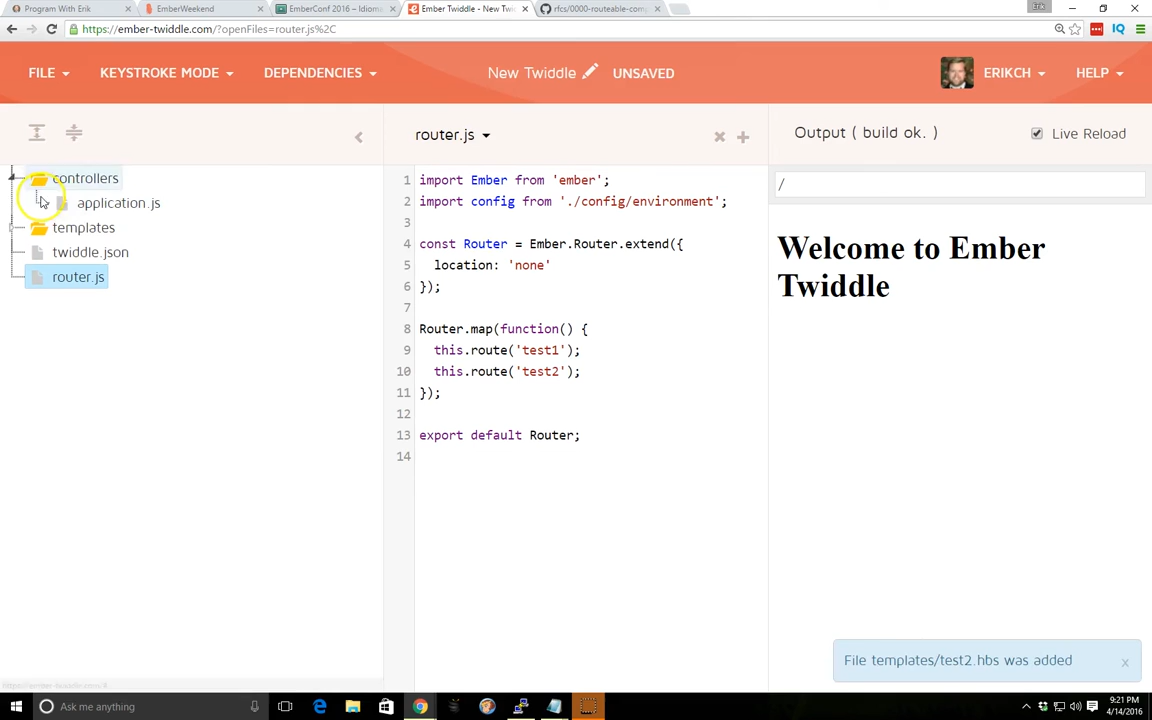 Program With Erik
EmberWeekend
EmberConf 2016 – Idiom
Ember Twiddle - New Twi
rfcs/0000-routeable-com
https://ember-twiddle.com/?openFiles=router.js%2C
FILE
KEYSTROKE MODE
DEPENDENCIES
New Twiddle
UNSAVED
ERIKCH
HELP
router.js
Output ( build ok. )
Live Reload
controllers
application.js
templates
twiddle.json
router.js
1 import Ember from 'ember';
2 import config from './config/environment';
3
4 const Router = Ember.Router.extend({
5 location: 'none'
6 });
7
8 Router.map(function() {
9 this.route('test1');
10 this.route('test2');
11 });
12
13 export default Router;
14
/
Welcome to Ember
Twiddle
File templates/test2.hbs was added
x
https://ember-twiddle.com/#
Ask me anything
9:21 PM
4/14/2016